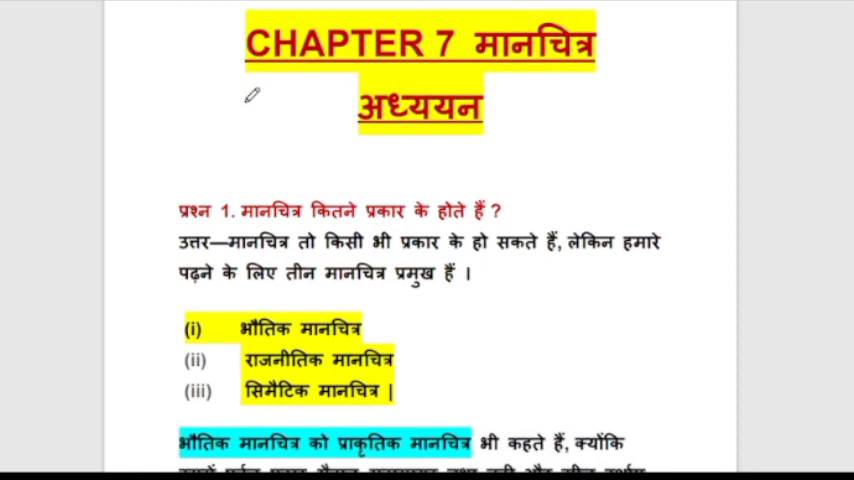 CHAPTER 7 मानचित्र
अध्ययन
प्रश्न 1. मानचित्र कितने प्रकार के होते हैं ?
उत्तर—मानचित्र तो किसी भी प्रकार के हो सकते हैं, लेकिन हमारे
पढ़ने के लिए तीन मानचित्र प्रमुख हैं ।
(i) भौतिक मानचित्र
(ii) राजनीतिक मानचित्र
(iii) सिमैटिक मानचित्र |
भौतिक मानचित्र को प्राकृतिक मानचित्र भी कहते हैं, क्योंकि